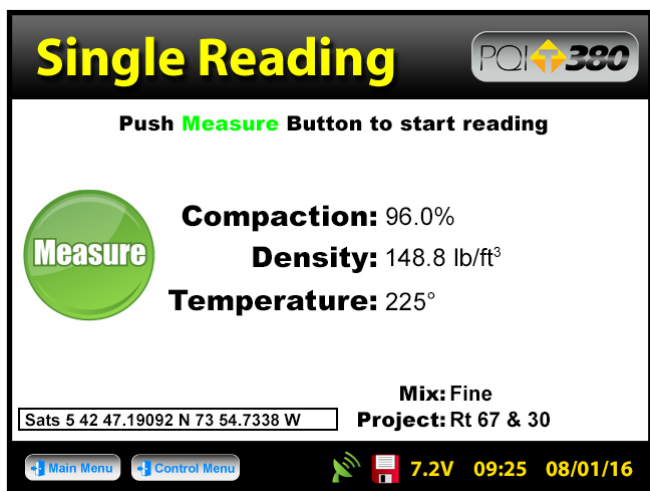 Single Reading
PQI T 380
Push Measure Button to start reading
Measure
Compaction: 96.0%
Density: 148.8 lb/ft³
Temperature: 225°
Mix: Fine
Sats 5 42 47.19092 N 73 54.7338 W
Project: Rt 67 & 30
Main Menu
Control Menu
7.2V 09:25 08/01/16